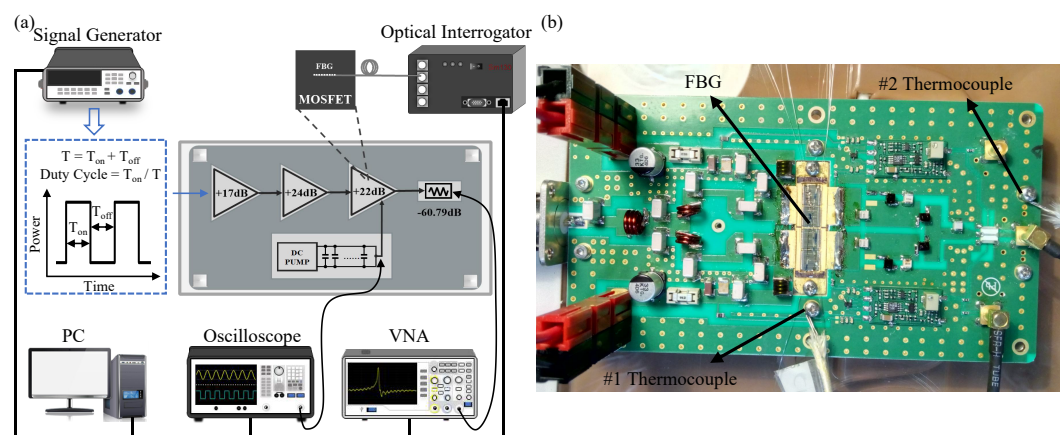 (a)
Signal Generator
T = Ton + Toff
Duty Cycle = Ton / T
Power
Ton
Toff
Time
FBG
MOSFET
Optical Interrogator
+17dB
+24dB
+22dB
-60.79dB
DC
PUMP
PC
Oscilloscope
VNA
(b)
FBG
#2 Thermocouple
#1 Thermocouple
TUBE